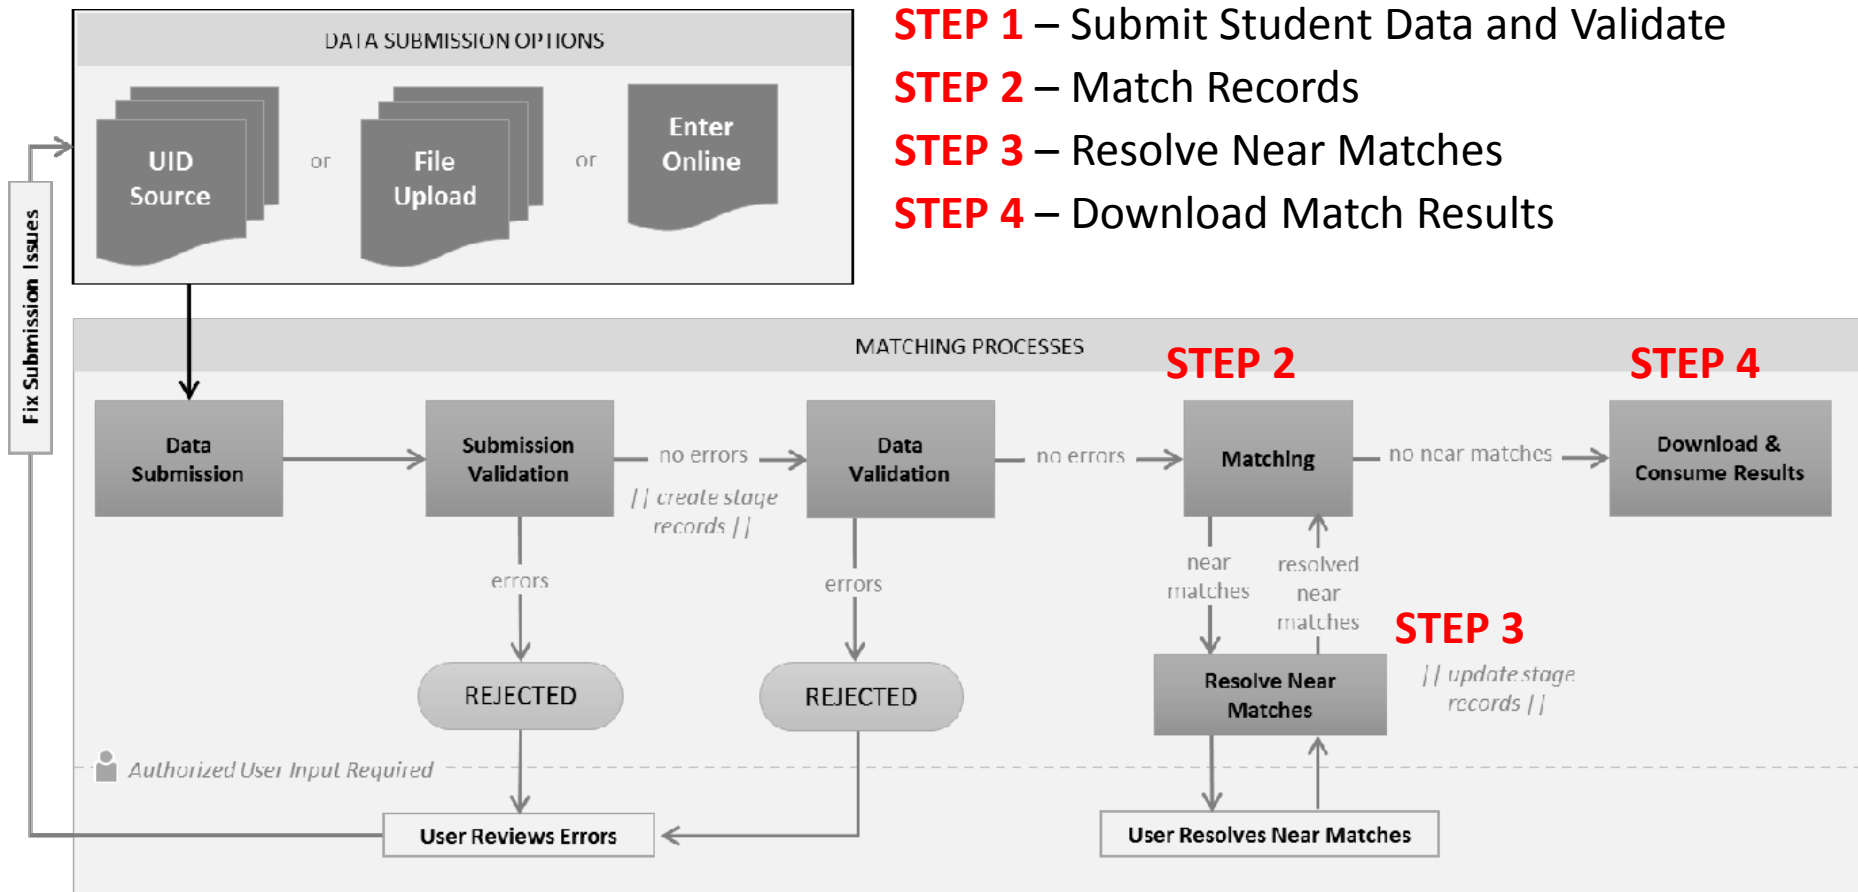 STEP 1 – Submit Student Data and Validate
STEP 2 – Match Records
STEP 3 – Resolve Near Matches
STEP 4 – Download Match Results
DATA SUBMISSION OPTIONS
UID
Source
or
File
Upload
or
Enter
Online
Fix Submission Issues
MATCHING PROCESSES
STEP 2
STEP 4
Data
Submission
Submission
Validation
no errors
|| create stage
records ||
Data
Validation
no errors
Matching
no near matches
Download &
Consume Results
errors
errors
near
matches
resolved
near
matches
STEP 3
REJECTED
REJECTED
Resolve Near
Matches
|| update stage
records ||
Authorized User Input Required
User Reviews Errors
User Resolves Near Matches